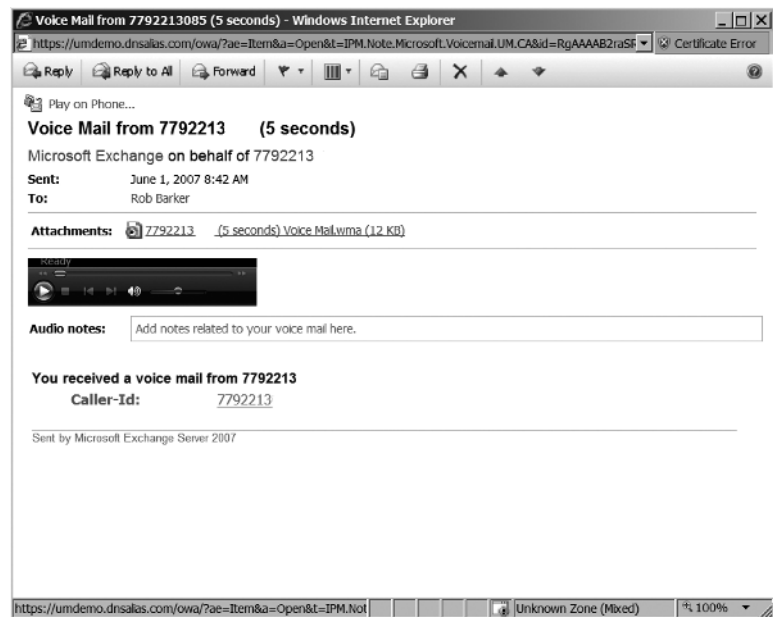 Voice Mail from 7792213085 (5 seconds) - Windows Internet Explorer
https://umdemo.dnsalias.com/owa/?ae=Item&a=Open&t=IPM.Note.Microsoft.Voicemail.UM.CA&id=RgAAAAB2raSF Certificate Error
Reply Reply to All Forward
Play on Phone...
Voice Mail from 7792213 (5 seconds)
Microsoft Exchange on behalf of 7792213
Sent: June 1, 2007 8:42 AM
To: Rob Barker
Attachments: 7792213 (5 seconds) Voice Mail.wma (12 KB)
Ready
Audio notes: Add notes related to your voice mail here.
You received a voice mail from 7792213
Caller-Id: 7792213
Sent by Microsoft Exchange Server 2007
https://umdemo.dnsalias.com/owa/?ae=Item&a=Open&t=IPM.Not Unknown Zone (Mixed) 100%